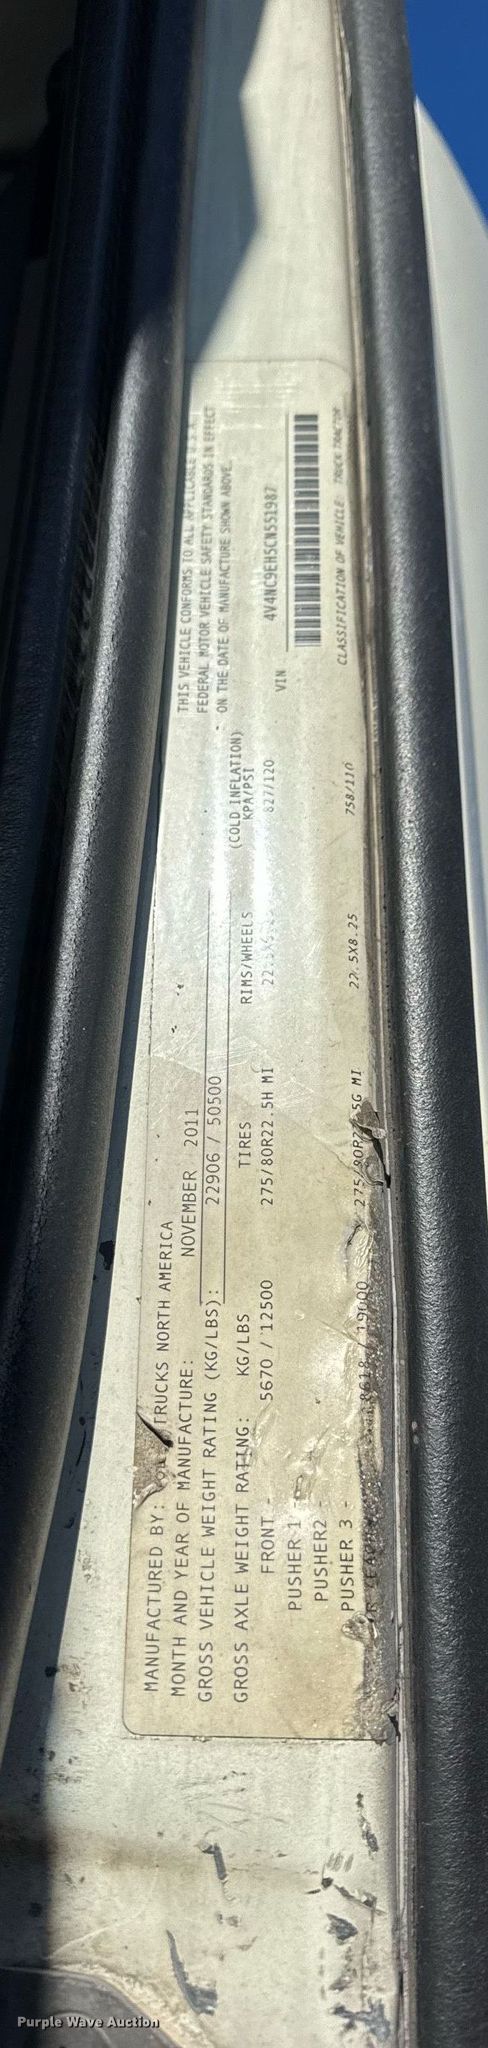 MANUFACTURED BY: TRUCKS NORTH AMERICA
MONTH AND YEAR OF MANUFACTURE: NOVEMBER 2011
GROSS VEHICLE WEIGHT RATING (KG/LBS): 22906 / 50500
GROSS AXLE WEIGHT RATING: KG/LBS TIRES RIMS/WHEELS (COLD INFLATION) KPA/PSI
FRONT - 5670 / 12500 275/80R22.5H MI 827/120
PUSHER 1 -
PUSHER2 -
PUSHER 3 -
/ 19000 MI 22.5X8.25 758/110
THIS VEHICLE CONFORMS TO ALL APPLICABLE U.S.A.
FEDERAL MOTOR VEHICLE SAFETY STANDARDS IN EFFECT
ON THE DATE OF MANUFACTURE SHOWN ABOVE.
VIN 4V4NC9EH5CN551987
CLASSIFICATION OF VEHICLE: TRUCK TRACTOR
Purple Wave Auction